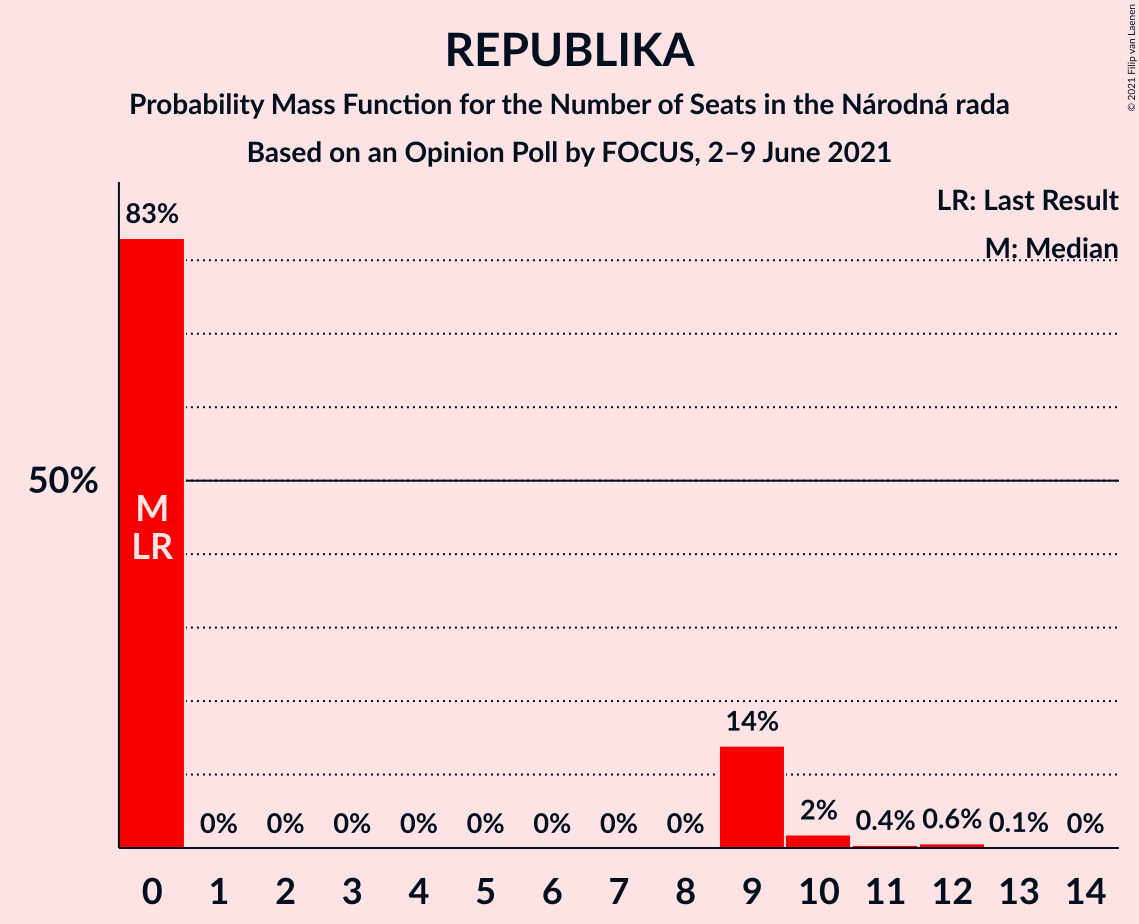 REPUBLIKA
Probability Mass Function for the Number of Seats in the Národná rada
Based on an Opinion Poll by FOCUS, 2–9 June 2021
© 2021 Filip van Laenen
LR: Last Result
M: Median
83%
50%
M
LR
14%
0% 0% 0% 0% 0% 0% 0% 0% 2% 0.4% 0.6% 0.1% 0%
0 1 2 3 4 5 6 7 8 9 10 11 12 13 14